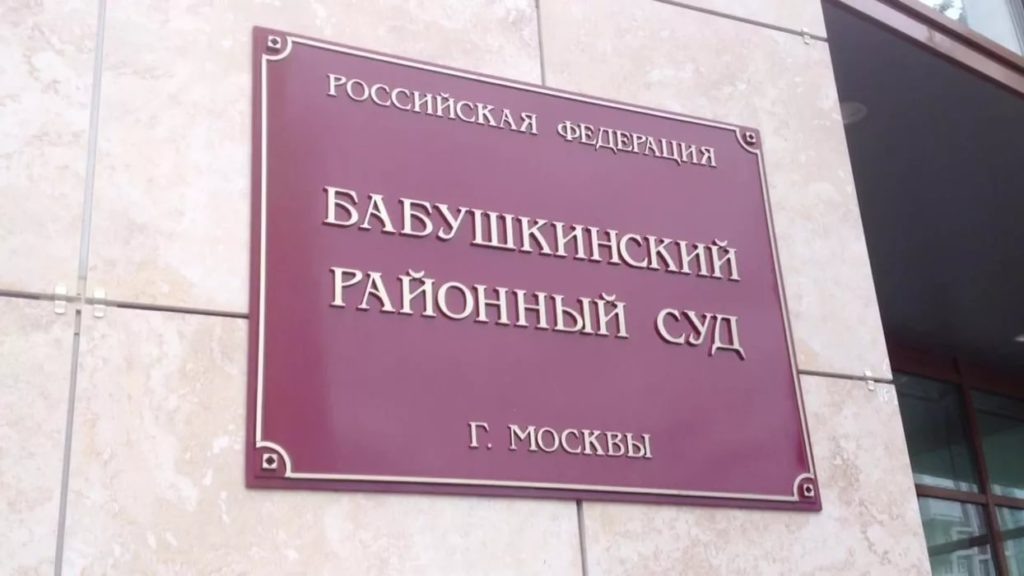 РОССИЙСКАЯ ФЕДЕРАЦИЯ
БАБУШКИНСКИЙ
РАЙОННЫЙ СУД
Г. МОСКВЫ